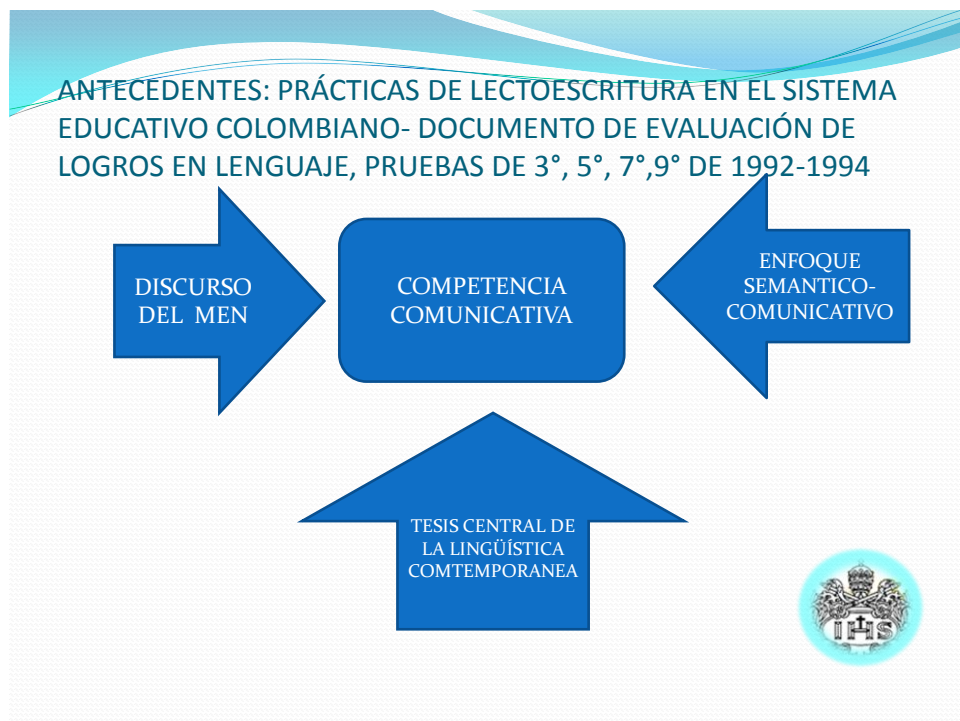 ANTECEDENTES: PRÁCTICAS DE LECTOESCRITURA EN EL SISTEMA
EDUCATIVO COLOMBIANO- DOCUMENTO DE EVALUACIÓN DE
LOGROS EN LENGUAJE, PRUEBAS DE 3°, 5°, 7°,9° DE 1992-1994
DISCURSO
DEL MEN
COMPETENCIA
COMUNICATIVA
ENFOQUE
SEMANTICO-
COMUNICATIVO
TESIS CENTRAL DE
LA LINGÜÍSTICA
COMTEMPORANEA
IHS